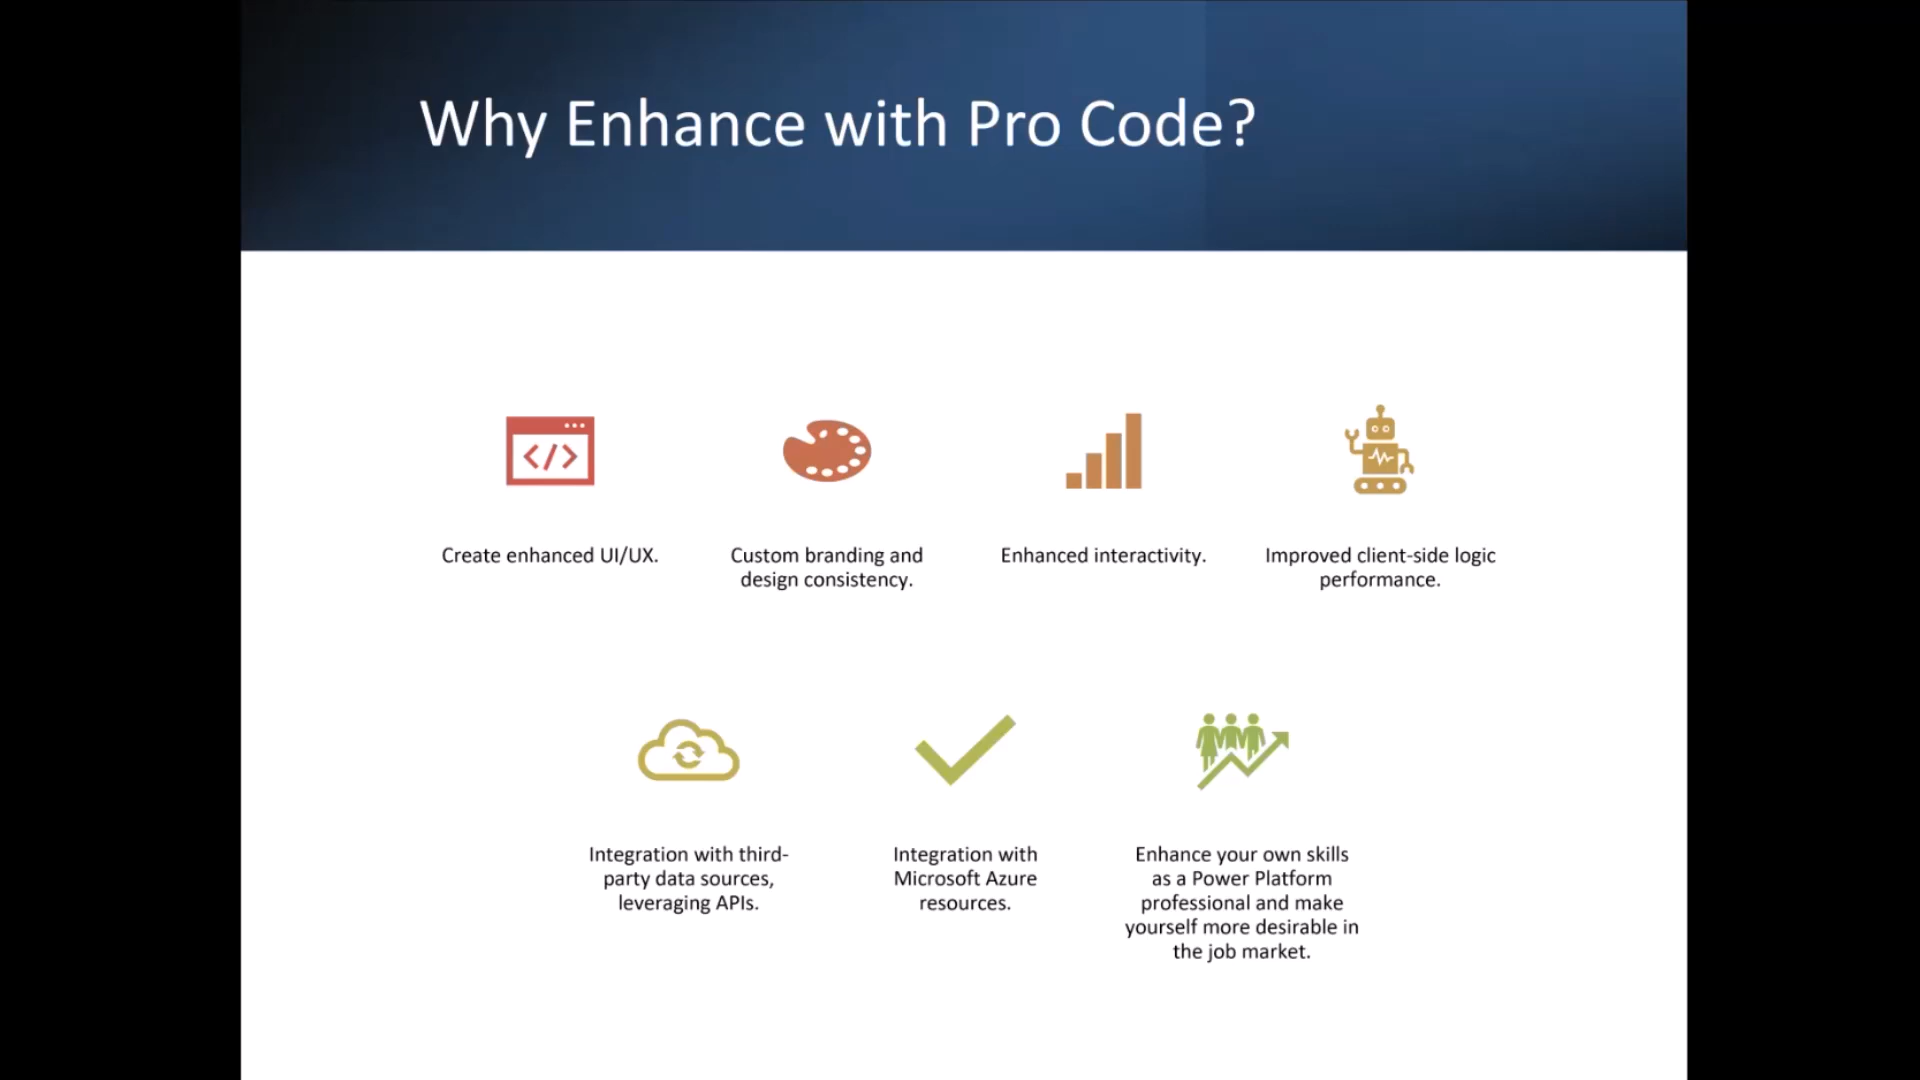 Why Enhance with Pro Code?
Create enhanced UI/UX.
Custom branding and
design consistency.
Enhanced interactivity.
Improved client-side logic
performance.
Integration with third-
party data sources,
leveraging APIs.
Integration with
Microsoft Azure
resources.
Enhance your own skills
as a Power Platform
professional and make
yourself more desirable in
the job market.